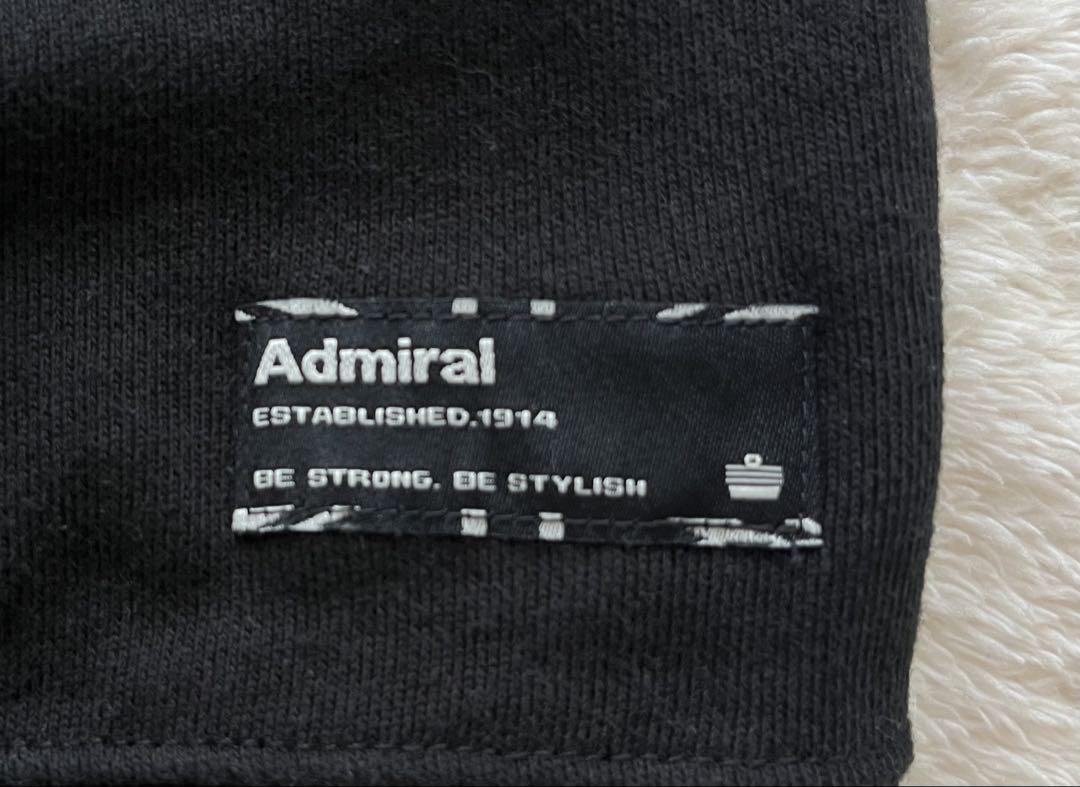 Admiral
ESTABLISHED.1914
BE STRONG. BE STYLISH